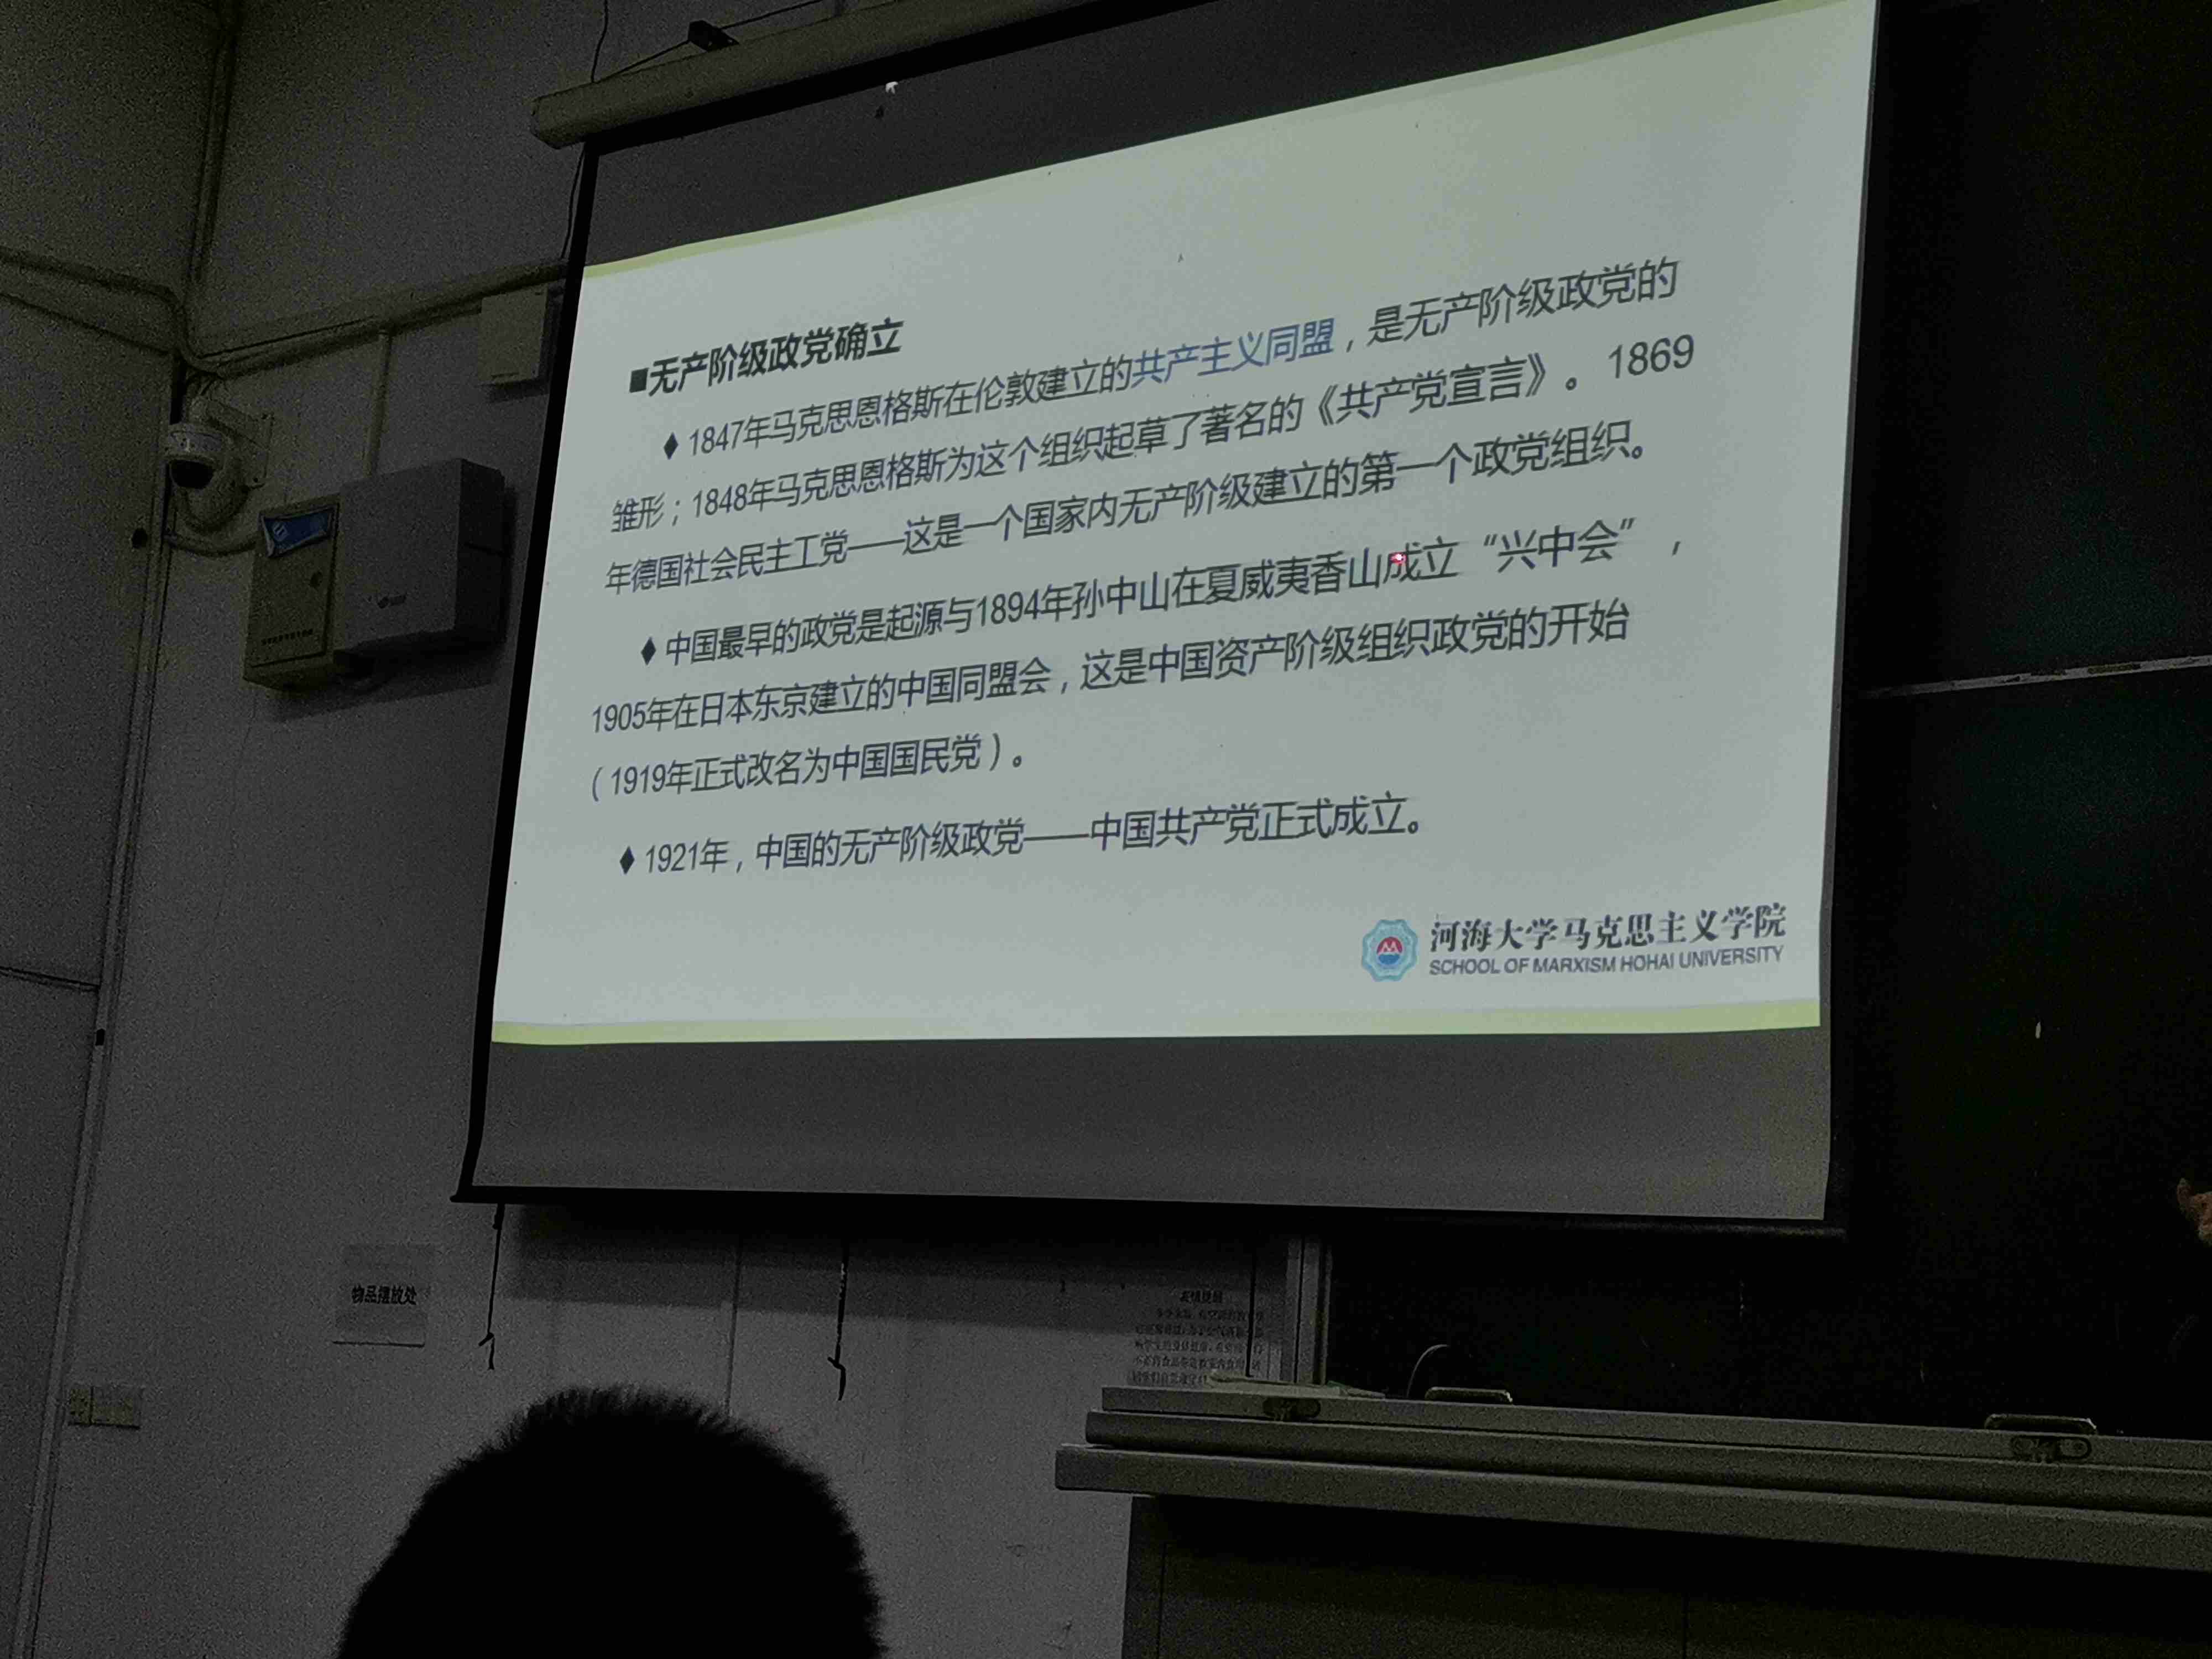 ■无产阶级政党确立
♦ 1847年马克思恩格斯在伦敦建立的共产主义同盟，是无产阶级政党的
雏形；1848年马克思恩格斯为这个组织起草了著名的《共产党宣言》。1869
年德国社会民主工党——这是一个国家内无产阶级建立的第一个政党组织。
♦ 中国最早的政党是起源与1894年孙中山在夏威夷香山成立“兴中会”，
1905年在日本东京建立的中国同盟会，这是中国资产阶级组织政党的开始
（1919年正式改名为中国国民党）。
♦ 1921年，中国的无产阶级政党——中国共产党正式成立。
河海大学马克思主义学院
SCHOOL OF MARXISM HOHAI UNIVERSITY
物品摆放处